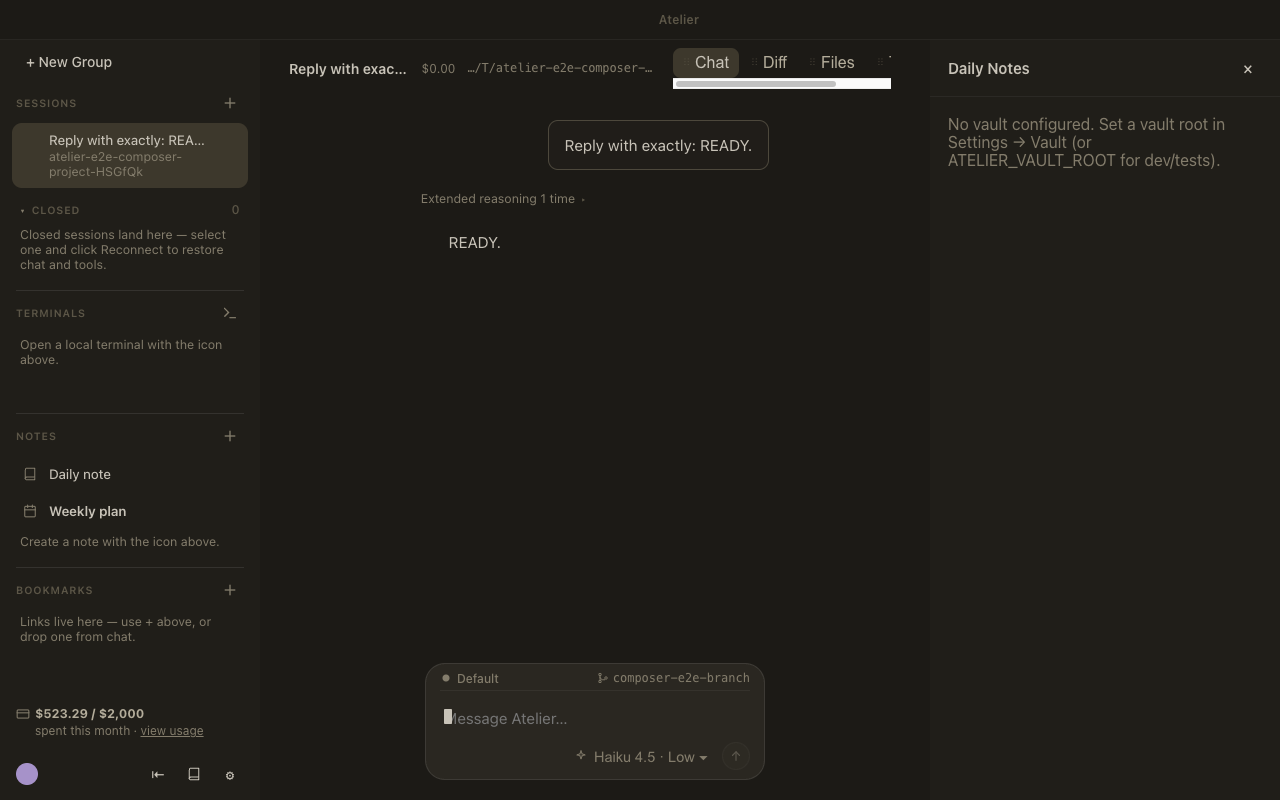 Atelier
+ New Group
SESSIONS
Reply with exactly: REA...
atelier-e2e-composer-
project-HSGfQk
CLOSED 0
Closed sessions land here — select
one and click Reconnect to restore
chat and tools.
TERMINALS
Open a local terminal with the icon
above.
NOTES
Daily note
Weekly plan
Create a note with the icon above.
BOOKMARKS
Links live here — use + above, or
drop one from chat.
$523.29 / $2,000
spent this month · view usage
Reply with exac... $0.00 …/T/atelier-e2e-composer-… Chat Diff Files
Reply with exactly: READY.
Extended reasoning 1 time
READY.
Default composer-e2e-branch
Message Atelier...
Haiku 4.5 · Low
Daily Notes ×
No vault configured. Set a vault root in
Settings → Vault (or
ATELIER_VAULT_ROOT for dev/tests).